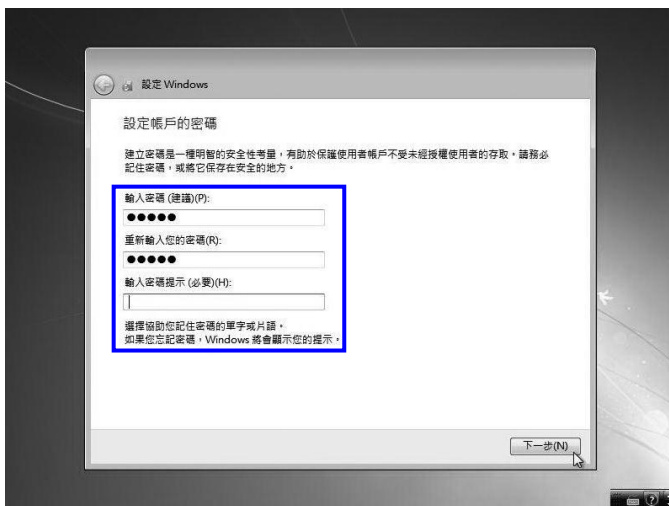 設定 Windows
設定帳戶的密碼
建立密碼是一種明智的安全性考量，有助於保護使用者帳戶不受未經授權使用者的存取。請務必
記住密碼，或將它保存在安全的地方。
輸入密碼 (建議)(P):
●●●●●
重新輸入您的密碼(R):
●●●●●
輸入密碼提示 (必要)(H):
選擇協助您記住密碼的單字或片語。
如果您忘記密碼，Windows 將會顯示您的提示。
下一步(N)